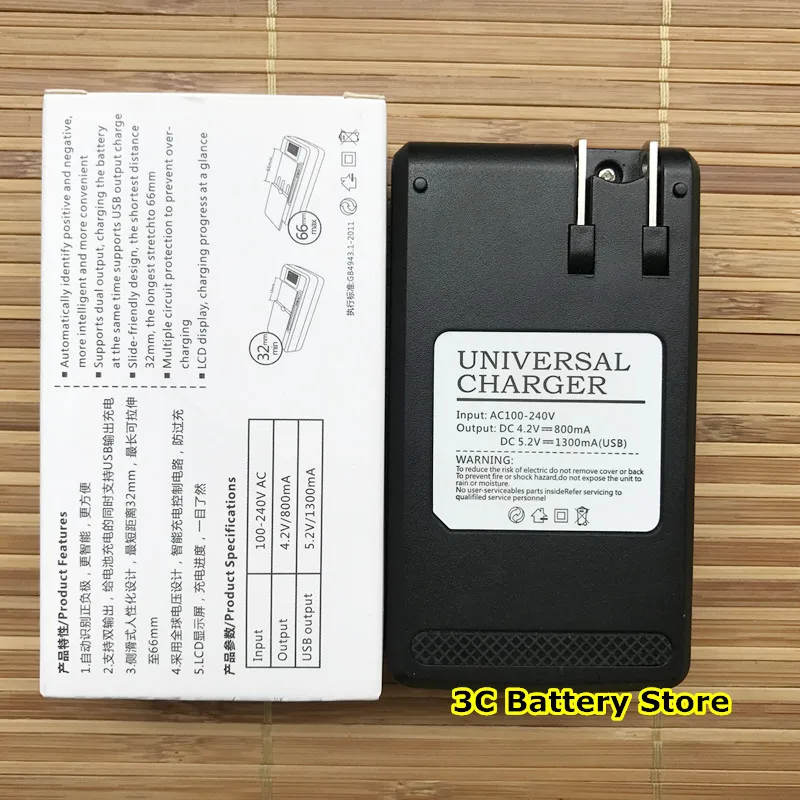 产品特性/Product Features
1.自动识别正负极，更智能，更方便
2.支持双输出，给电池充电的同时支持USB输出充电
3.侧滑式人性化设计，最短距离32mm，最长可拉伸
至66mm
4.采用全球电压设计，智能充电控制电路，防过充
5.LCD显示屏，充电进度，一目了然
产品参数/Product Specifications
Input 100-240V AC
Output 4.2V/800mA
USB output 5.2V/1300mA
Automatically identify positive and negative,
more intelligent and more convenient
Supports dual output, charging the battery
at the same time supports USB output charge
Slide-friendly design, the shortest distance
32mm, the longest stretchto 66mm
Multiple circuit protection to prevent over-
charging
LCD display, charging progress at a glance
32mm
min
66mm
max
执行标准:GB4943.1-2011
UNIVERSAL
CHARGER
Input: AC100-240V
Output: DC 4.2V⎓800mA
DC 5.2V⎓1300mA(USB)
WARNING:
To reduce the risk of electric do not remove cover or back
To prevent fire or shock hazard,do not expose the unit to
rain or moisture.
No user-serviceables parts insideRefer servicing to
qualified service personnel
3C Battery Store